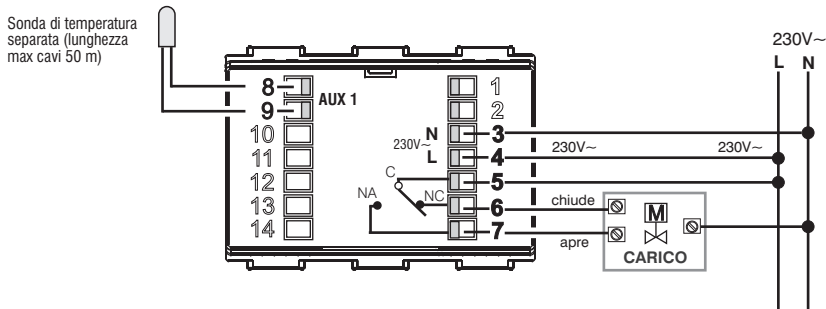 Sonda di temperatura
separata (lunghezza
max cavi 50 m)
230V~
L N
8
9
AUX 1
10
11
12
13
14
1
2
N
3
230V~
L
4
230V~
230V~
C
5
NA
NC
6
chiude
7
apre
M
CARICO